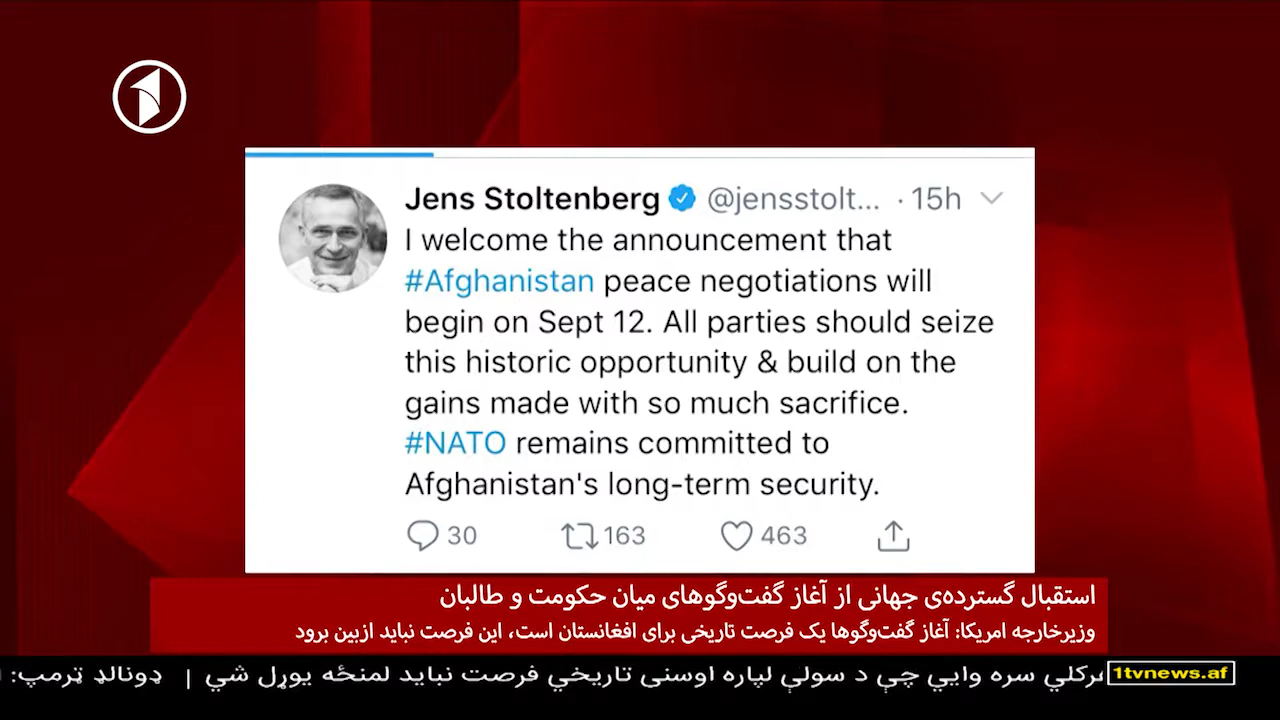 Jens Stoltenberg @jensstolt... · 15h
I welcome the announcement that
#Afghanistan peace negotiations will
begin on Sept 12. All parties should seize
this historic opportunity & build on the
gains made with so much sacrifice.
#NATO remains committed to
Afghanistan's long-term security.
30 163 463
استقبال گسترده‌ی جهانی از آغاز گفت‌وگوهای میان حکومت و طالبان
وزیرخارجه امریکا: آغاز گفت‌وگوها یک فرصت تاریخی برای افغانستان است، این فرصت نباید ازبین برود
1tvnews.af سره وايي چې د سولې لپاره اوسنی تاريخي فرصت نبايد لمنځه يوړل شي | ډونالډ ټرمپ: